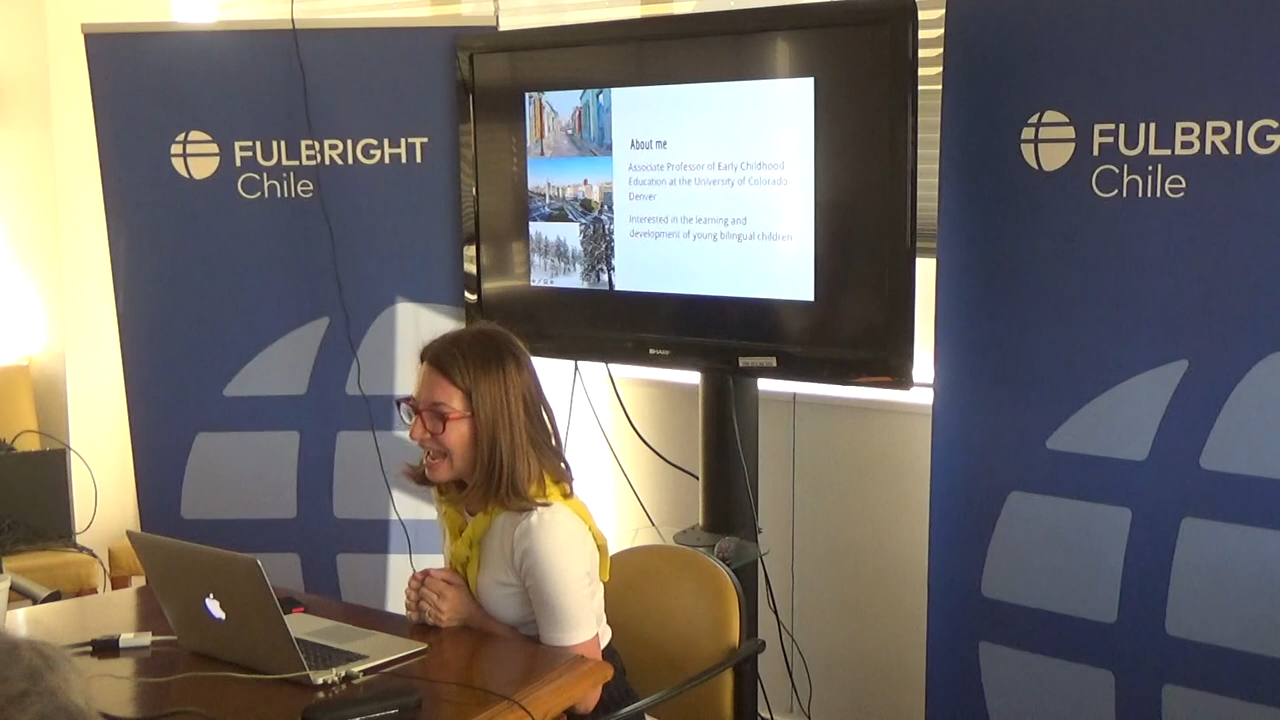 FULBRIGHT
Chile
About me
Associate Professor of Early Childhood
Education at the University of Colorado
Denver
Interested in the learning and
development of young bilingual children
SHARP
FULBRIG
Chile